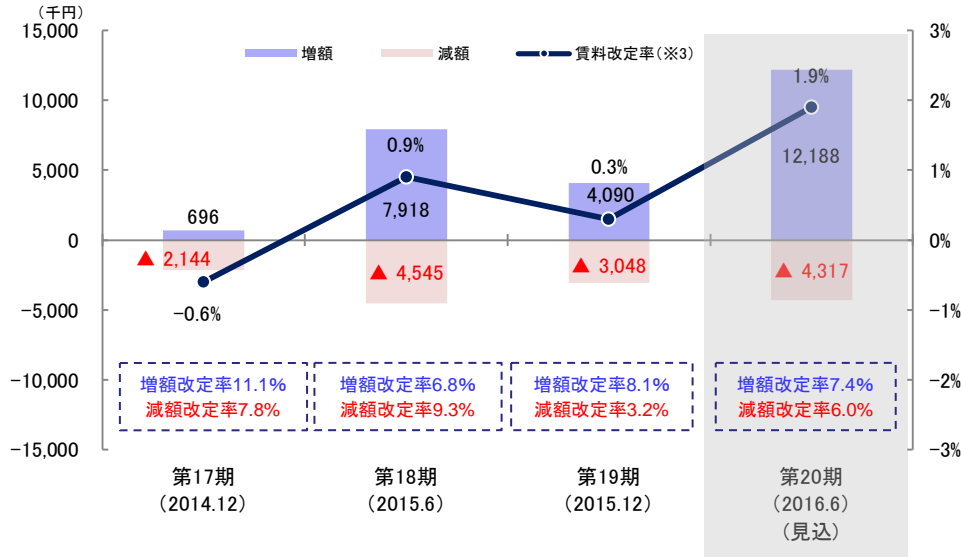 （千円）
15,000
10,000
5,000
0
-5,000
-10,000
-15,000
3%
2%
1%
0%
-1%
-2%
-3%
増額
減額
賃料改定率(※3)
696
▲ 2,144
-0.6%
0.9%
7,918
▲ 4,545
0.3%
4,090
▲ 3,048
1.9%
12,188
▲ 4,317
増額改定率11.1%
減額改定率7.8%
増額改定率6.8%
減額改定率9.3%
増額改定率8.1%
減額改定率3.2%
増額改定率7.4%
減額改定率6.0%
第17期
（2014.12）
第18期
（2015.6）
第19期
（2015.12）
第20期
（2016.6）
（見込）